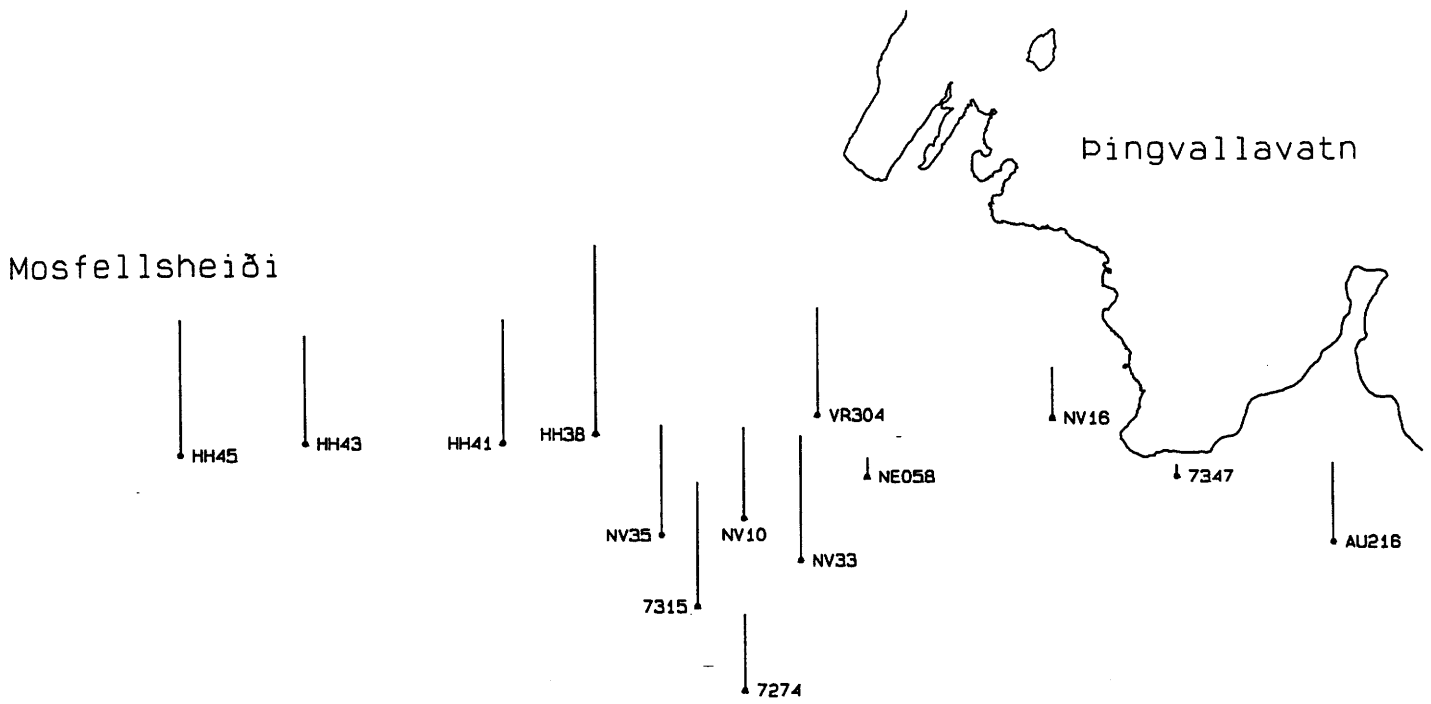 Þingvallavatn
Mosfellsheiði
VR304
NV16
HH45
HH43
HH41
HH38
NE058
7347
NV35
NV10
NV33
AU216
7315
7274